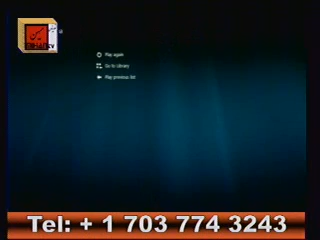 Play again
Go to Library
Play previous list
Tel: + 1 703 774 3243